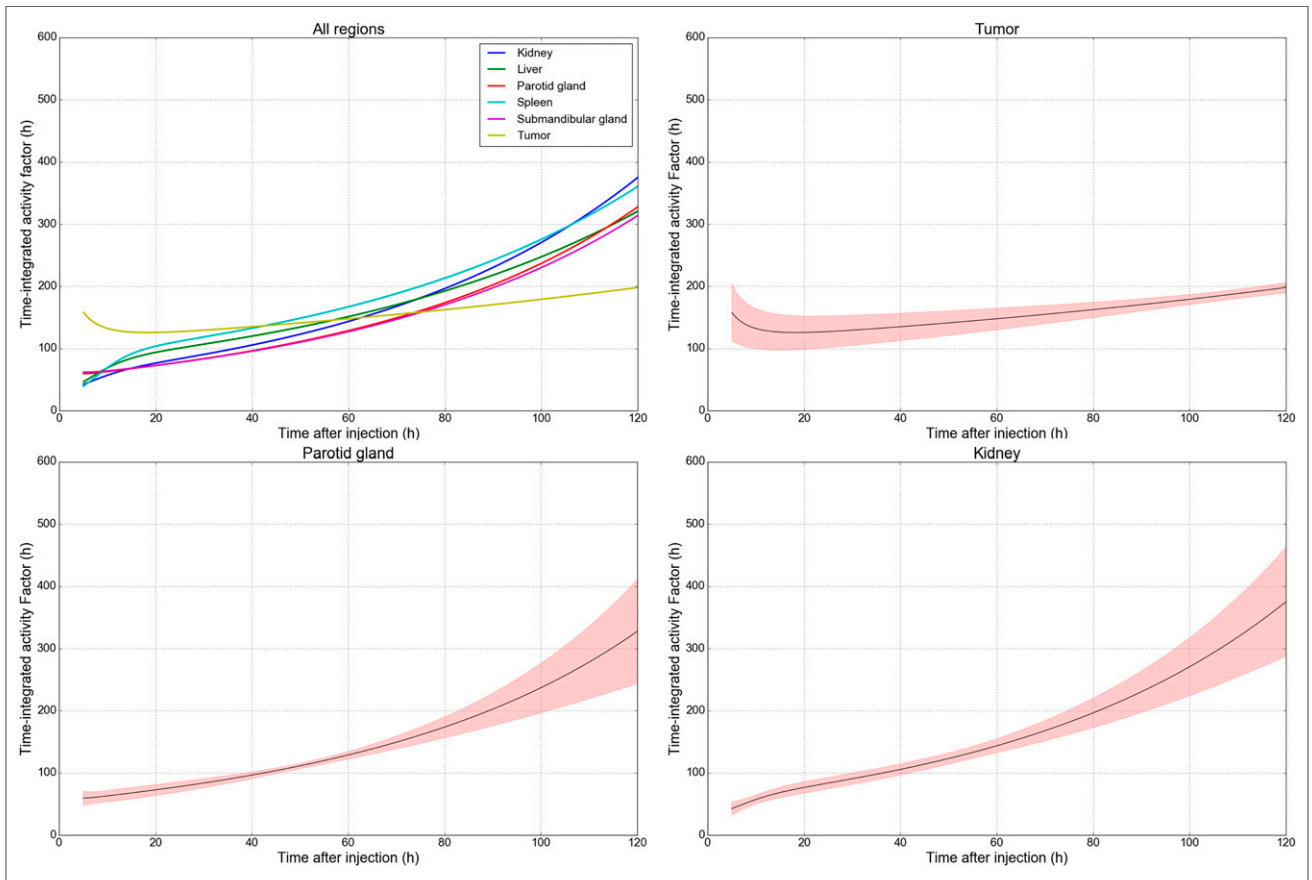 All regions
Time-integrated activity factor (h)
600
500
400
300
200
100
0
0 20 40 60 80 100 120
Time after injection (h)
Kidney
Liver
Parotid gland
Spleen
Submandibular gland
Tumor
Tumor
Time-integrated activity Factor (h)
600
500
400
300
200
100
0
0 20 40 60 80 100 120
Time after injection (h)
Parotid gland
Time-integrated activity Factor (h)
600
500
400
300
200
100
0
0 20 40 60 80 100 120
Time after injection (h)
Kidney
Time-integrated activity Factor (h)
600
500
400
300
200
100
0
0 20 40 60 80 100 120
Time after injection (h)